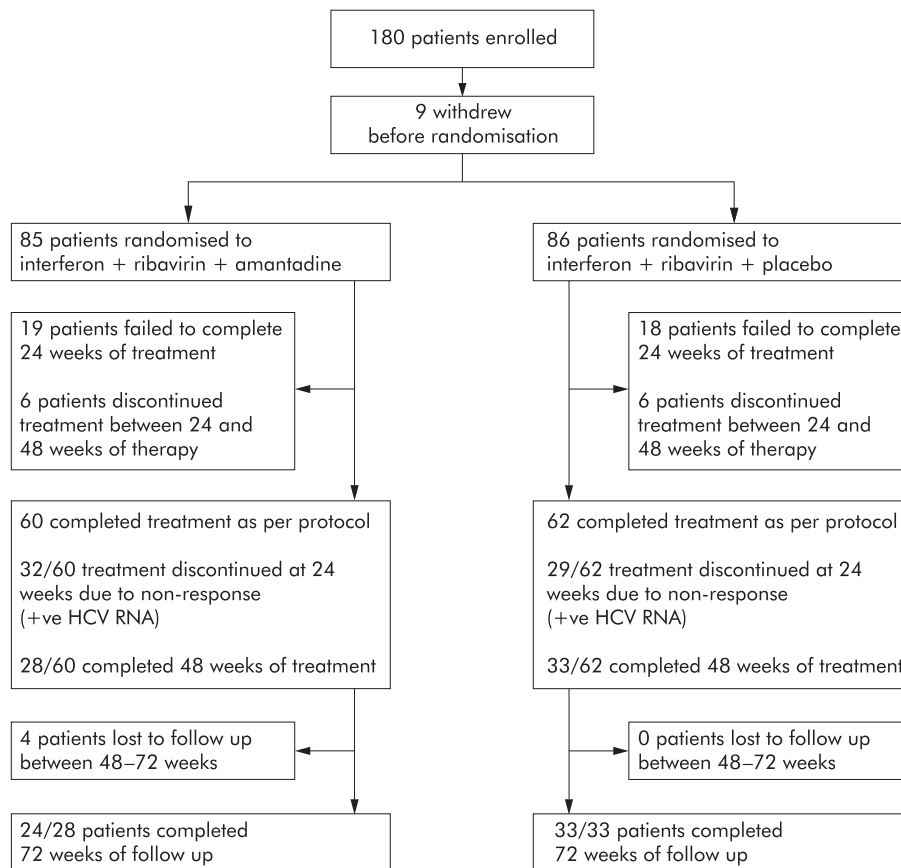 180 patients enrolled
9 withdrew
before randomisation
85 patients randomised to
interferon + ribavirin + amantadine
86 patients randomised to
interferon + ribavirin + placebo
19 patients failed to complete
24 weeks of treatment
6 patients discontinued
treatment between 24 and
48 weeks of therapy
18 patients failed to complete
24 weeks of treatment
6 patients discontinued
treatment between 24 and
48 weeks of therapy
60 completed treatment as per protocol
32/60 treatment discontinued at 24
weeks due to non-response
(+ve HCV RNA)
28/60 completed 48 weeks of treatment
62 completed treatment as per protocol
29/62 treatment discontinued at 24
weeks due to non-response
(+ve HCV RNA)
33/62 completed 48 weeks of treatment
4 patients lost to follow up
between 48–72 weeks
0 patients lost to follow up
between 48–72 weeks
24/28 patients completed
72 weeks of follow up
33/33 patients completed
72 weeks of follow up